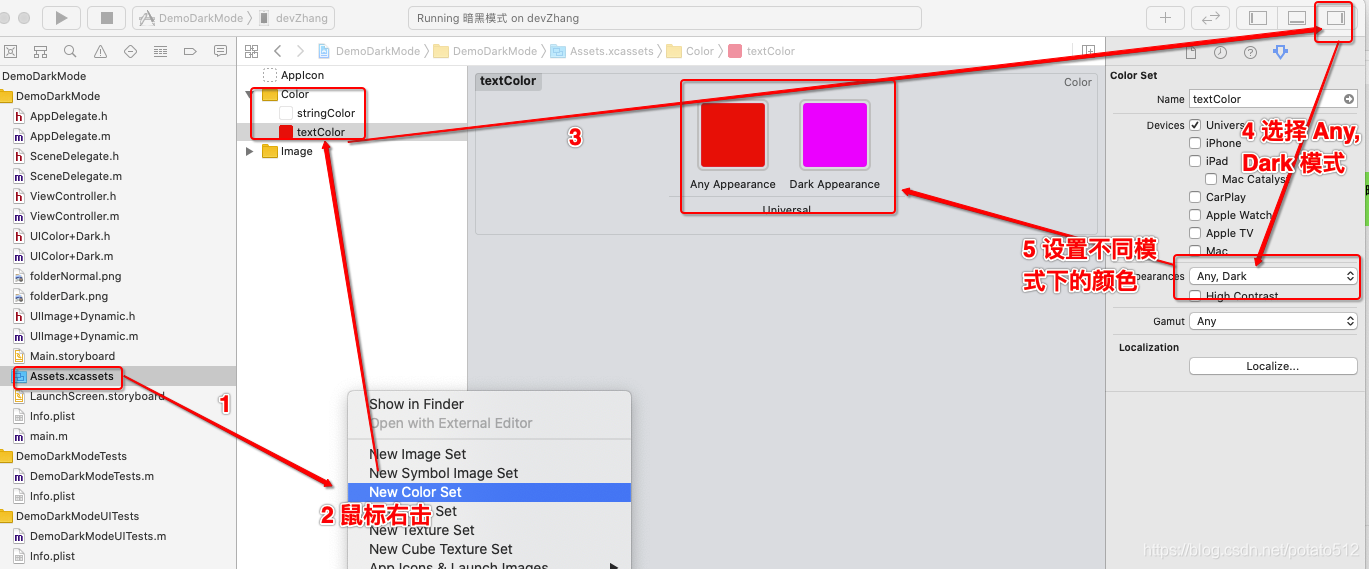 DemoDarkMode 〉 devZhang
Running 暗黑模式 on devZhang
DemoDarkMode 〉 DemoDarkMode 〉 Assets.xcassets 〉 Color 〉 textColor
DemoDarkMode
DemoDarkMode
AppDelegate.h
AppDelegate.m
SceneDelegate.h
SceneDelegate.m
ViewController.h
ViewController.m
UIColor+Dark.h
UIColor+Dark.m
folderNormal.png
folderDark.png
UIImage+Dynamic.h
UIImage+Dynamic.m
Main.storyboard
Assets.xcassets
LaunchScreen.storyboard
Info.plist
main.m
DemoDarkModeTests
DemoDarkModeTests.m
Info.plist
DemoDarkModeUITests
DemoDarkModeUITests.m
Info.plist
1
AppIcon
Color
stringColor
textColor
Image
Show in Finder
Open with External Editor
New Image Set
New Symbol Image Set
New Color Set
2 鼠标右击
Set
New Texture Set
New Cube Texture Set
App Icons & Launch Images
textColor
Color
3
Any Appearance
Dark Appearance
Universal
5 设置不同模
式下的颜色
Color Set
Name textColor
Devices Univers
iPhone
iPad
Mac Catalys
CarPlay
Apple Watch
Apple TV
Mac
4 选择 Any,
Dark 模式
pearances Any, Dark
High Contrast
Gamut Any
Localization
Localize...
https://blog.csdn.net/potato512